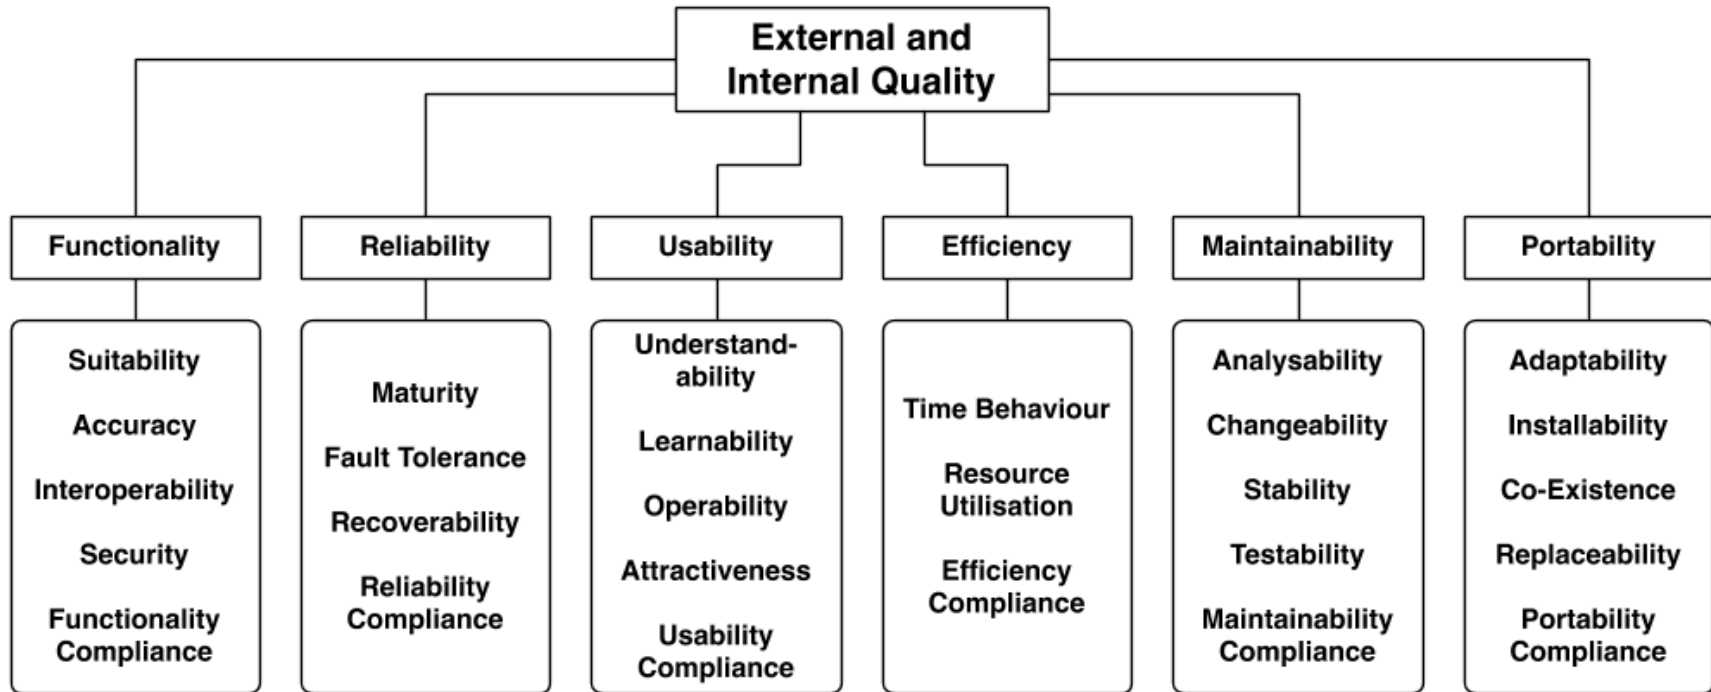 External and
Internal Quality
Functionality
Reliability
Usability
Efficiency
Maintainability
Portability
Suitability
Accuracy
Interoperability
Security
Functionality
Compliance
Maturity
Fault Tolerance
Recoverability
Reliability
Compliance
Understand-
ability
Learnability
Operability
Attractiveness
Usability
Compliance
Time Behaviour
Resource
Utilisation
Efficiency
Compliance
Analysability
Changeability
Stability
Testability
Maintainability
Compliance
Adaptability
Installability
Co-Existence
Replaceability
Portability
Compliance